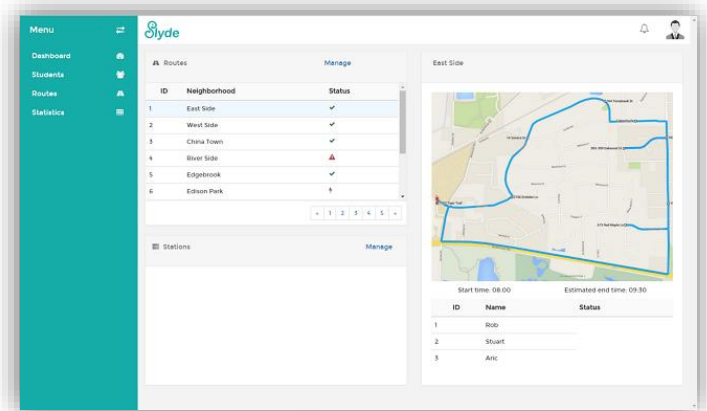 Menu
Dashboard
Students
Routes
Statistics
Slyde
Routes Manage
ID Neighborhood Status
1 East Side
2 West Side
3 China Town
4 River Side
5 Edgebrook
6 Edison Park
« 1 2 3 4 5 »
Stations Manage
East Side
Start time: 08:00 Estimated end time: 09:30
ID Name Status
1 Rob
2 Stuart
3 Aric